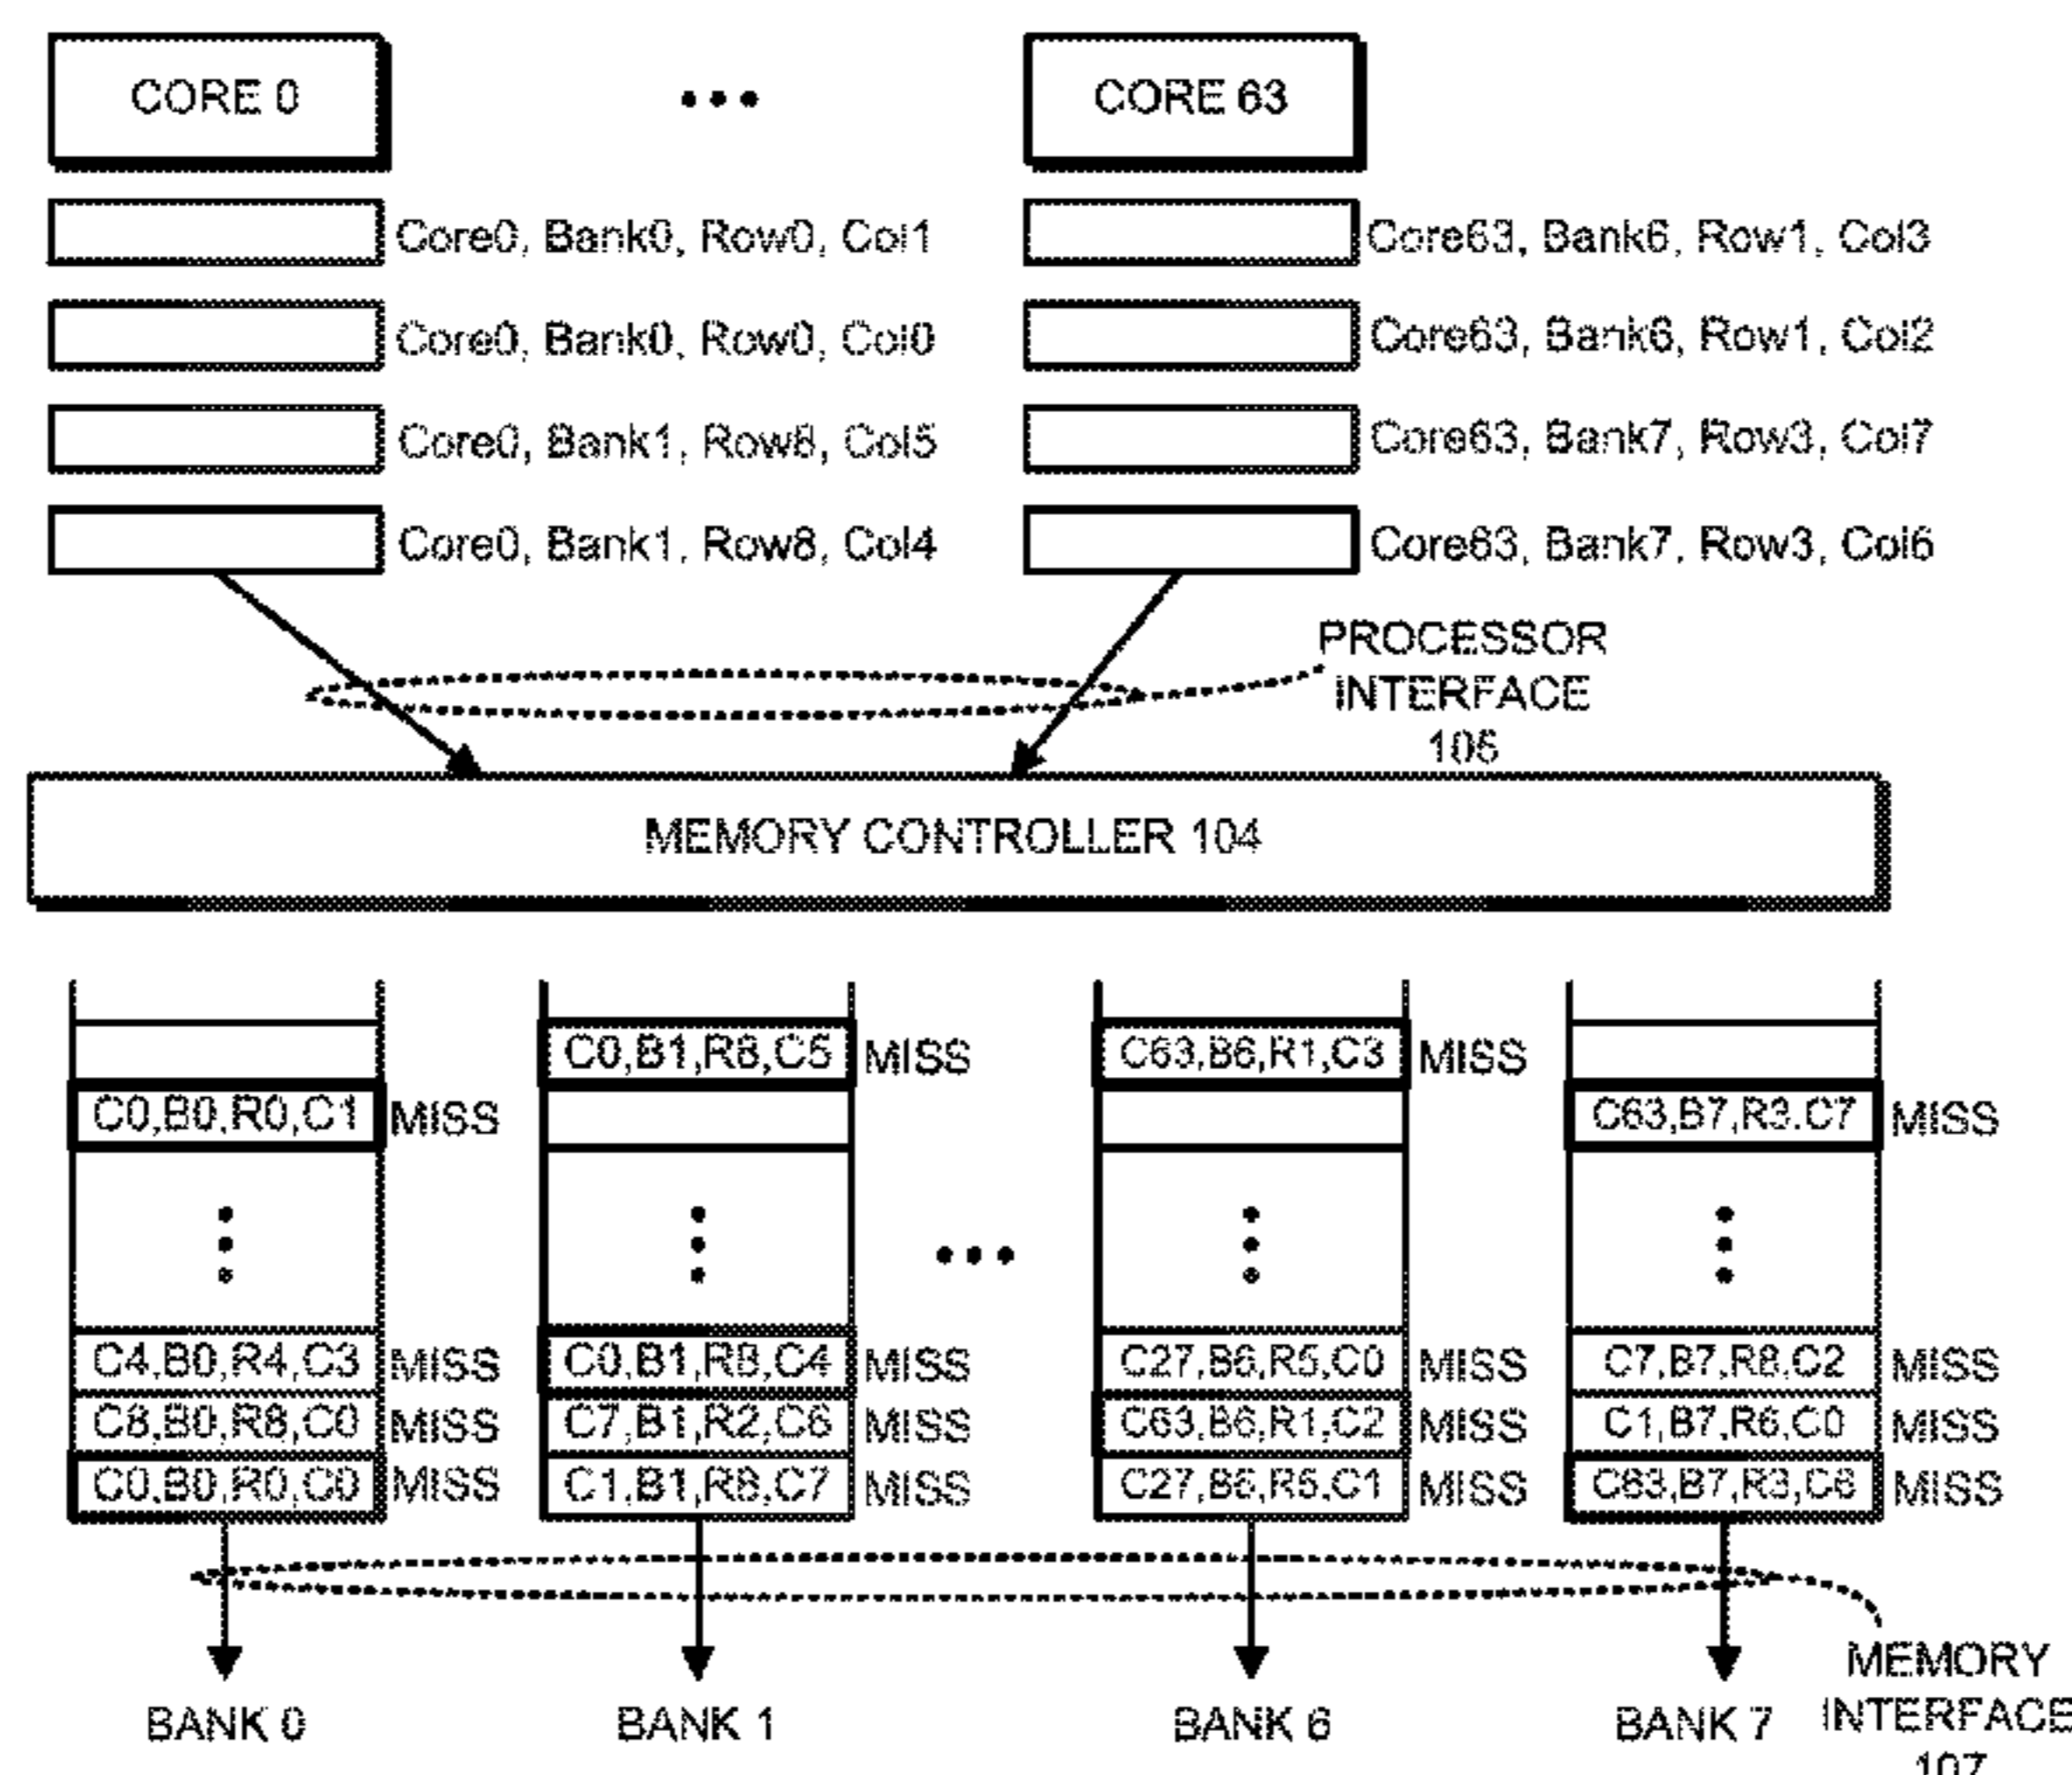 CORE 0
CORE 63
Core0, Bank0, Row0, Col1
Core63, Bank6, Row1, Col3
Core0, Bank0, Row0, Col0
Core63, Bank6, Row1, Col2
Core0, Bank1, Row8, Col5
Core63, Bank7, Row3, Col7
Core0, Bank1, Row8, Col4
Core63, Bank7, Row3, Col6
PROCESSOR
INTERFACE
105
MEMORY CONTROLLER 104
C0,B1,R8,C5 MISS
C63,B6,R1,C3 MISS
C0,B0,R0,C1 MISS
C63,B7,R3,C7 MISS
C4,B0,R4,C3 MISS
C0,B1,R8,C4 MISS
C27,B6,R5,C0 MISS
C7,B7,R8,C2 MISS
C8,B0,R8,C0 MISS
C7,B1,R2,C6 MISS
C63,B6,R1,C2 MISS
C1,B7,R6,C0 MISS
C0,B0,R0,C0 MISS
C1,B1,R6,C7 MISS
C27,B6,R5,C1 MISS
C63,B7,R3,C6 MISS
BANK 0
BANK 1
BANK 6
BANK 7
MEMORY
INTERFACE
107